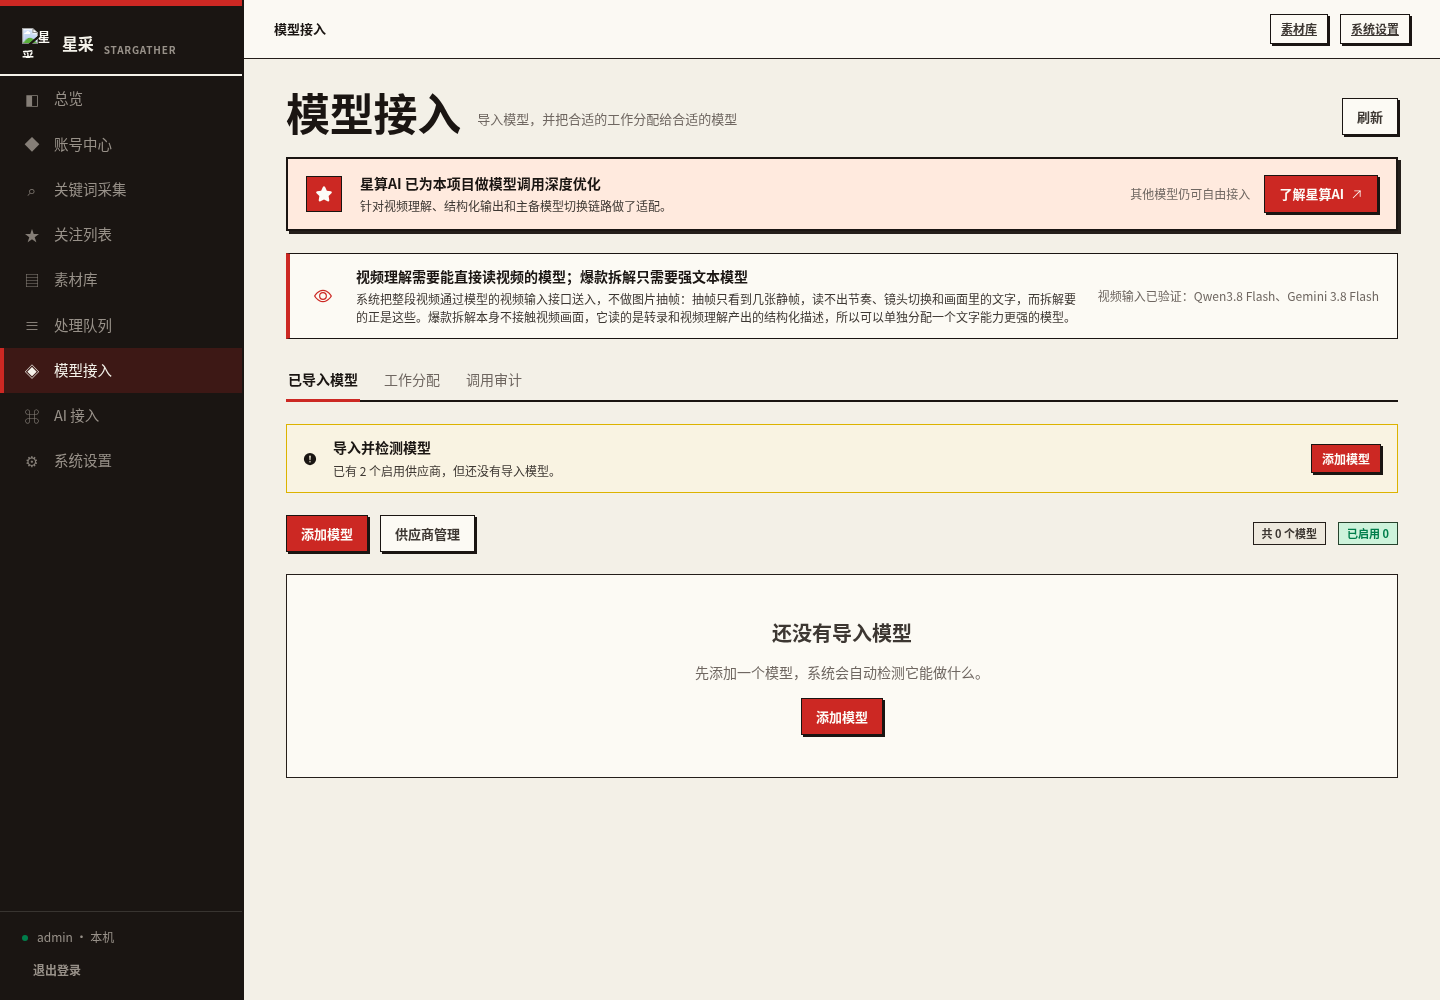 星采
星采 STARGATHER
总览
账号中心
关键词采集
关注列表
素材库
处理队列
模型接入
AI 接入
系统设置
admin · 本机
退出登录
模型接入
素材库
系统设置
模型接入
导入模型，并把合适的工作分配给合适的模型
刷新
星算AI 已为本项目做模型调用深度优化
针对视频理解、结构化输出和主备模型切换链路做了适配。
其他模型仍可自由接入
了解星算AI
视频理解需要能直接读视频的模型；爆款拆解只需要强文本模型
系统把整段视频通过模型的视频输入接口送入，不做图片抽帧：抽帧只看到几张静帧，读不出节奏、镜头切换和画面里的文字，而拆解要
的正是这些。爆款拆解本身不接触视频画面，它读的是转录和视频理解产出的结构化描述，所以可以单独分配一个文字能力更强的模型。
视频输入已验证：Qwen3.8 Flash、Gemini 3.8 Flash
已导入模型
工作分配
调用审计
导入并检测模型
已有 2 个启用供应商，但还没有导入模型。
添加模型
添加模型
供应商管理
共 0 个模型
已启用 0
还没有导入模型
先添加一个模型，系统会自动检测它能做什么。
添加模型